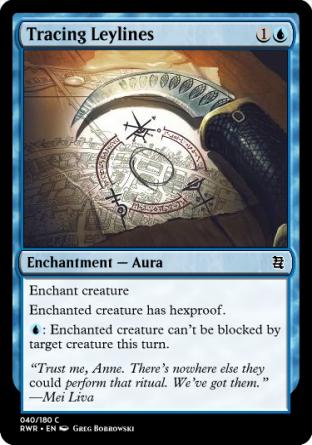 Tracing Leylines 1
Enchantment — Aura
Enchant creature
Enchanted creature has hexproof.
: Enchanted creature can't be blocked by
target creature this turn.
“Trust me, Anne. There's nowhere else they
could perform that ritual. We've got them.”
—Mei Liva
040/180 C
RWR • EN Greg Bobrowski